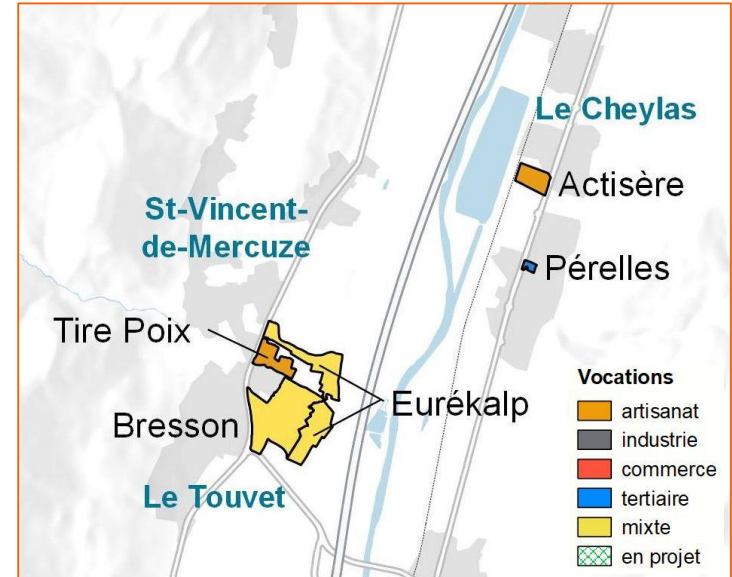 Le Cheylas
Actisère
St-Vincent-
de-Mercuze
Pérelles
Tire Poix
Eurékalp
Bresson
Le Touvet
Vocations
artisanat
industrie
commerce
tertiaire
mixte
en projet